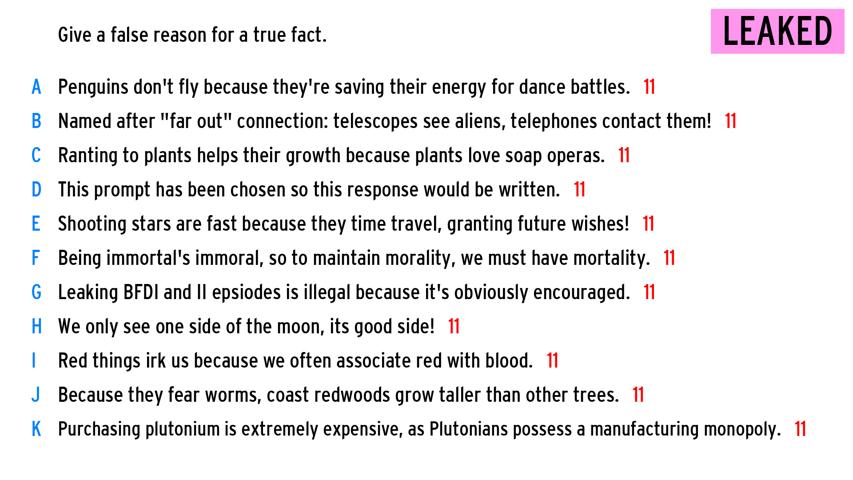 Give a false reason for a true fact.
LEAKED
A Penguins don't fly because they're saving their energy for dance battles. 11
B Named after "far out" connection: telescopes see aliens, telephones contact them! 11
C Ranting to plants helps their growth because plants love soap operas. 11
D This prompt has been chosen so this response would be written. 11
E Shooting stars are fast because they time travel, granting future wishes! 11
F Being immortal's immoral, so to maintain morality, we must have mortality. 11
G Leaking BFDI and II epsiodes is illegal because it's obviously encouraged. 11
H We only see one side of the moon, its good side! 11
I Red things irk us because we often associate red with blood. 11
J Because they fear worms, coast redwoods grow taller than other trees. 11
K Purchasing plutonium is extremely expensive, as Plutonians possess a manufacturing monopoly. 11